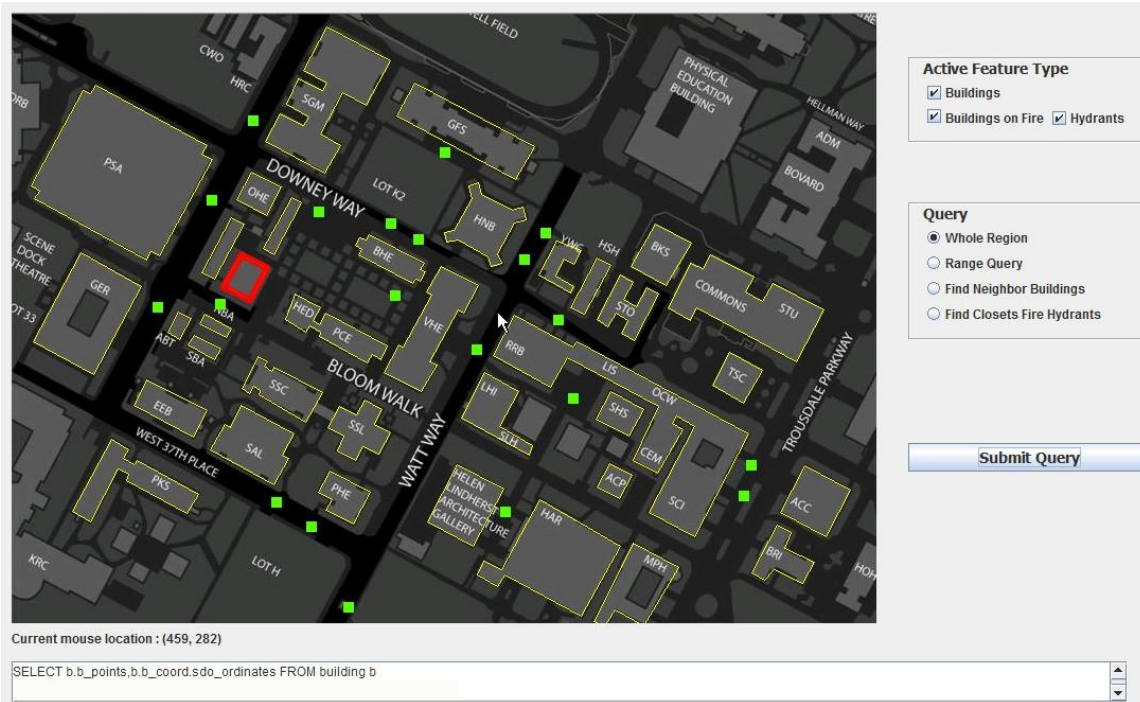 ELL FIELD
CWO
HRC
ORB
PHYSICAL
EDUCATION
BUILDING
HELLMAN WAY
ADM
BOVARD
SGM
GFS
PSA
DOWNEY WAY
LOT K2
OHE
HNB
YWC
HSH
BKS
SCENE
DOCK
THEATRE
GER
OT 33
BHE
COMMONS
STU
STO
NBA
HED
PCE
VHE
ABT
SBA
RRB
LIS
OCW
TSC
BLOOM WALK
TROUSDALE PARKWAY
EEB
SSC
SSL
LHI
SHS
SLH
WEST 37TH PLACE
SAL
WATT WAY
CEM
PKS
PHE
HELEN
LINDHERST
ARCHITECTURE
GALLERY
ACP
SCI
ACC
HAR
KRC
LOT H
MPH
BRI
HOH
Active Feature Type
Buildings
Buildings on Fire Hydrants
Query
Whole Region
Range Query
Find Neighbor Buildings
Find Closets Fire Hydrants
Submit Query
Current mouse location : (459, 282)
SELECT b.b_points,b.b_coord.sdo_ordinates FROM building b